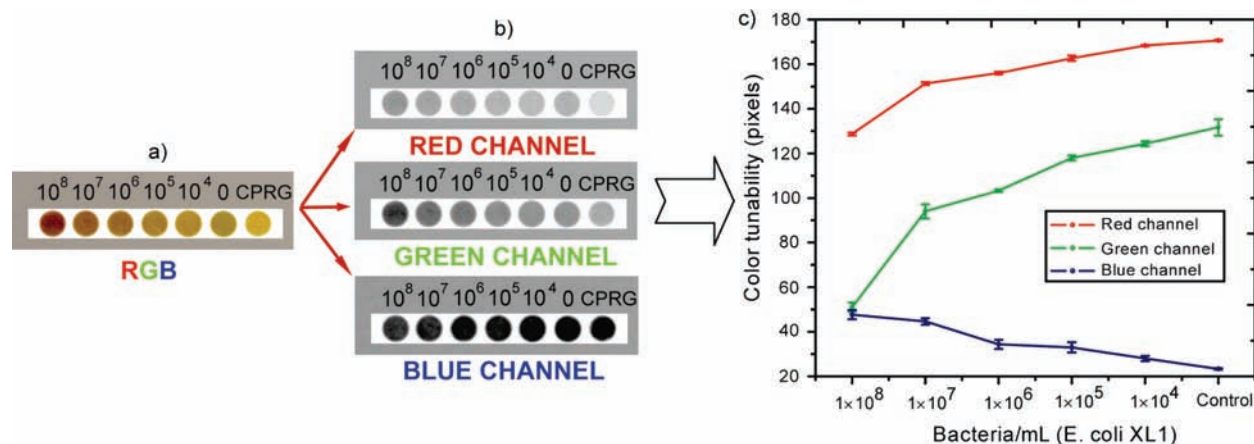 a)
10⁸ 10⁷ 10⁶ 10⁵ 10⁴ 0 CPRG
RGB
b)
10⁸ 10⁷ 10⁶ 10⁵ 10⁴ 0 CPRG
RED CHANNEL
10⁸ 10⁷ 10⁶ 10⁵ 10⁴ 0 CPRG
GREEN CHANNEL
10⁸ 10⁷ 10⁶ 10⁵ 10⁴ 0 CPRG
BLUE CHANNEL
c)
Color tunability (pixels)
160
140
120
100
80
60
40
20
Red channel
Green channel
Blue channel
1×10⁸ 1×10⁷ 1×10⁶ 1×10⁵ 1×10⁴ Control
Bacteria/mL (E. coli XL1)